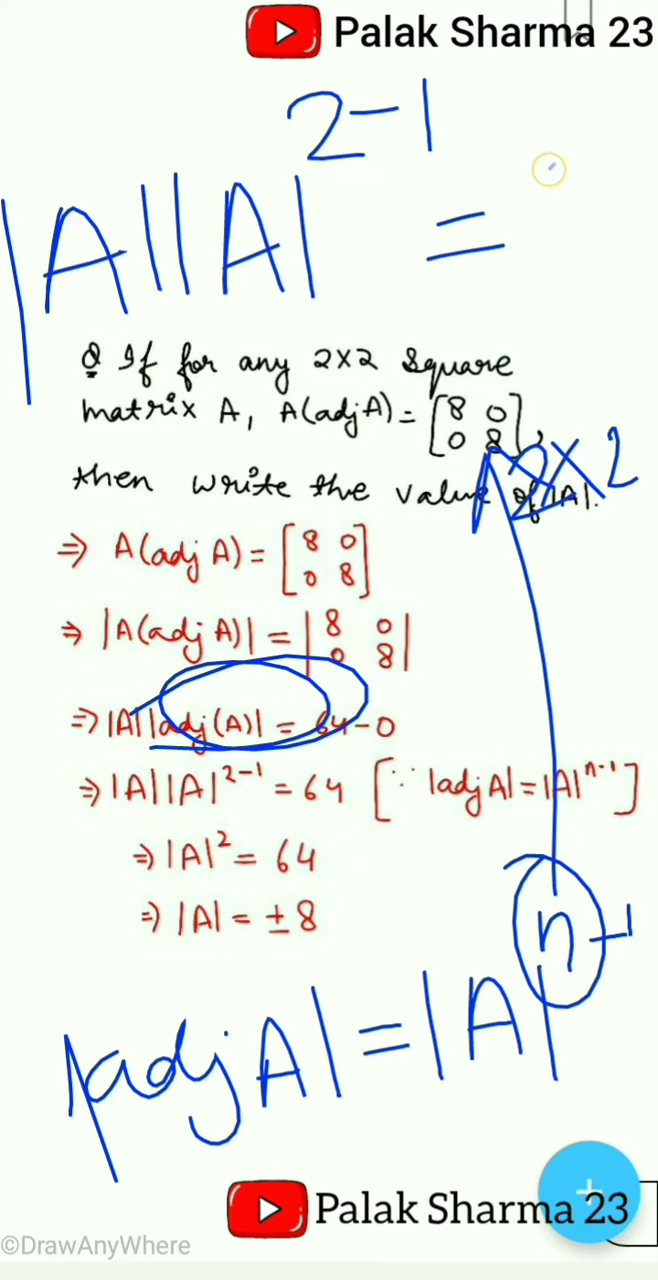 Palak Sharma 23
2-1
|A||A| =
Q If for any 2×2 Square
matrix A, A(adjA) = [8 0
0 8],
2×2
then write the value of |A|.
⇒ A(adj A) = [8 0
0 8]
⇒ |A(adj A)| = |8 0
0 8|
⇒ |A||adj(A)| = 64-0
⇒ |A||A|²⁻¹ = 64 [∵ |adj A| = |A|ⁿ⁻¹]
⇒ |A|² = 64
⇒ |A| = ± 8
n-1
|adj A| = |A|
Palak Sharma 23
©DrawAnyWhere